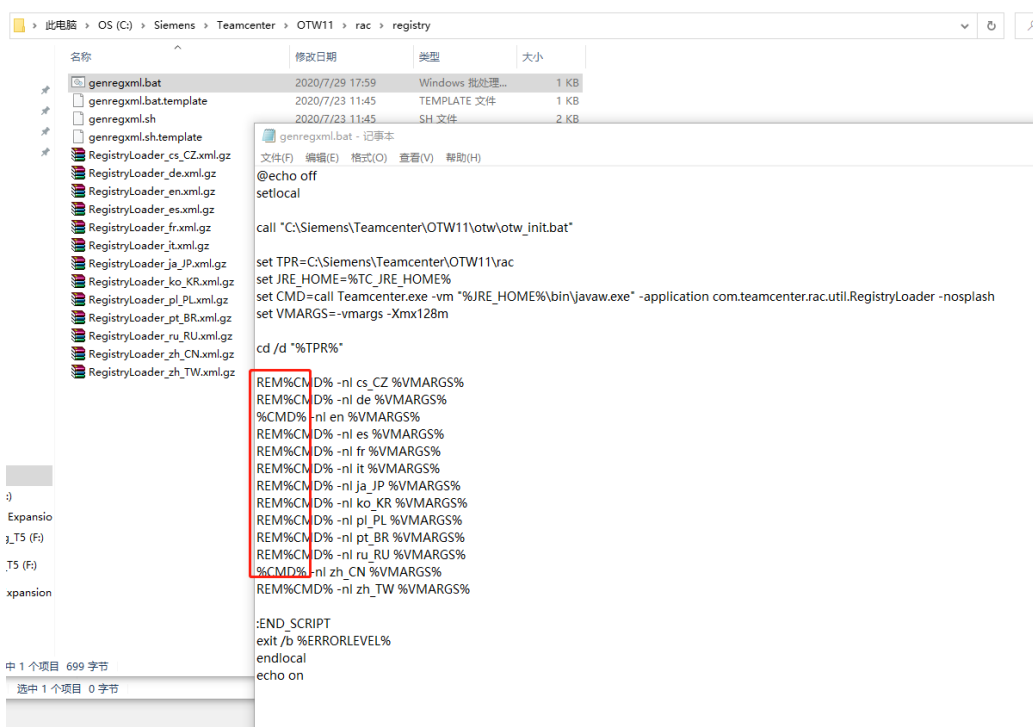 此电脑 › OS (C:) › Siemens › Teamcenter › OTW11 › rac › registry
名称 修改日期 类型 大小
genregxml.bat 2020/7/29 17:59 Windows 批处理... 1 KB
genregxml.bat.template 2020/7/23 11:45 TEMPLATE 文件 1 KB
genregxml.sh 2020/7/23 11:45 SH 文件 2 KB
genregxml.sh.template
RegistryLoader_cs_CZ.xml.gz
RegistryLoader_de.xml.gz
RegistryLoader_en.xml.gz
RegistryLoader_es.xml.gz
RegistryLoader_fr.xml.gz
RegistryLoader_it.xml.gz
RegistryLoader_ja_JP.xml.gz
RegistryLoader_ko_KR.xml.gz
RegistryLoader_pl_PL.xml.gz
RegistryLoader_pt_BR.xml.gz
RegistryLoader_ru_RU.xml.gz
RegistryLoader_zh_CN.xml.gz
RegistryLoader_zh_TW.xml.gz
:)
Expansio
g_T5 (F:)
_T5 (F:)
xpansion
中 1 个项目 699 字节
选中 1 个项目 0 字节
genregxml.bat - 记事本
文件(F) 编辑(E) 格式(O) 查看(V) 帮助(H)
@echo off
setlocal
call "C:\Siemens\Teamcenter\OTW11\otw\otw_init.bat"
set TPR=C:\Siemens\Teamcenter\OTW11\rac
set JRE_HOME=%TC_JRE_HOME%
set CMD=call Teamcenter.exe -vm "%JRE_HOME%\bin\javaw.exe" -application com.teamcenter.rac.util.RegistryLoader -nosplash
set VMARGS=-vmargs -Xmx128m
cd /d "%TPR%"
REM%CMD% -nl cs_CZ %VMARGS%
REM%CMD% -nl de %VMARGS%
%CMD% -nl en %VMARGS%
REM%CMD% -nl es %VMARGS%
REM%CMD% -nl fr %VMARGS%
REM%CMD% -nl it %VMARGS%
REM%CMD% -nl ja_JP %VMARGS%
REM%CMD% -nl ko_KR %VMARGS%
REM%CMD% -nl pl_PL %VMARGS%
REM%CMD% -nl pt_BR %VMARGS%
REM%CMD% -nl ru_RU %VMARGS%
%CMD% -nl zh_CN %VMARGS%
REM%CMD% -nl zh_TW %VMARGS%
:END_SCRIPT
exit /b %ERRORLEVEL%
endlocal
echo on